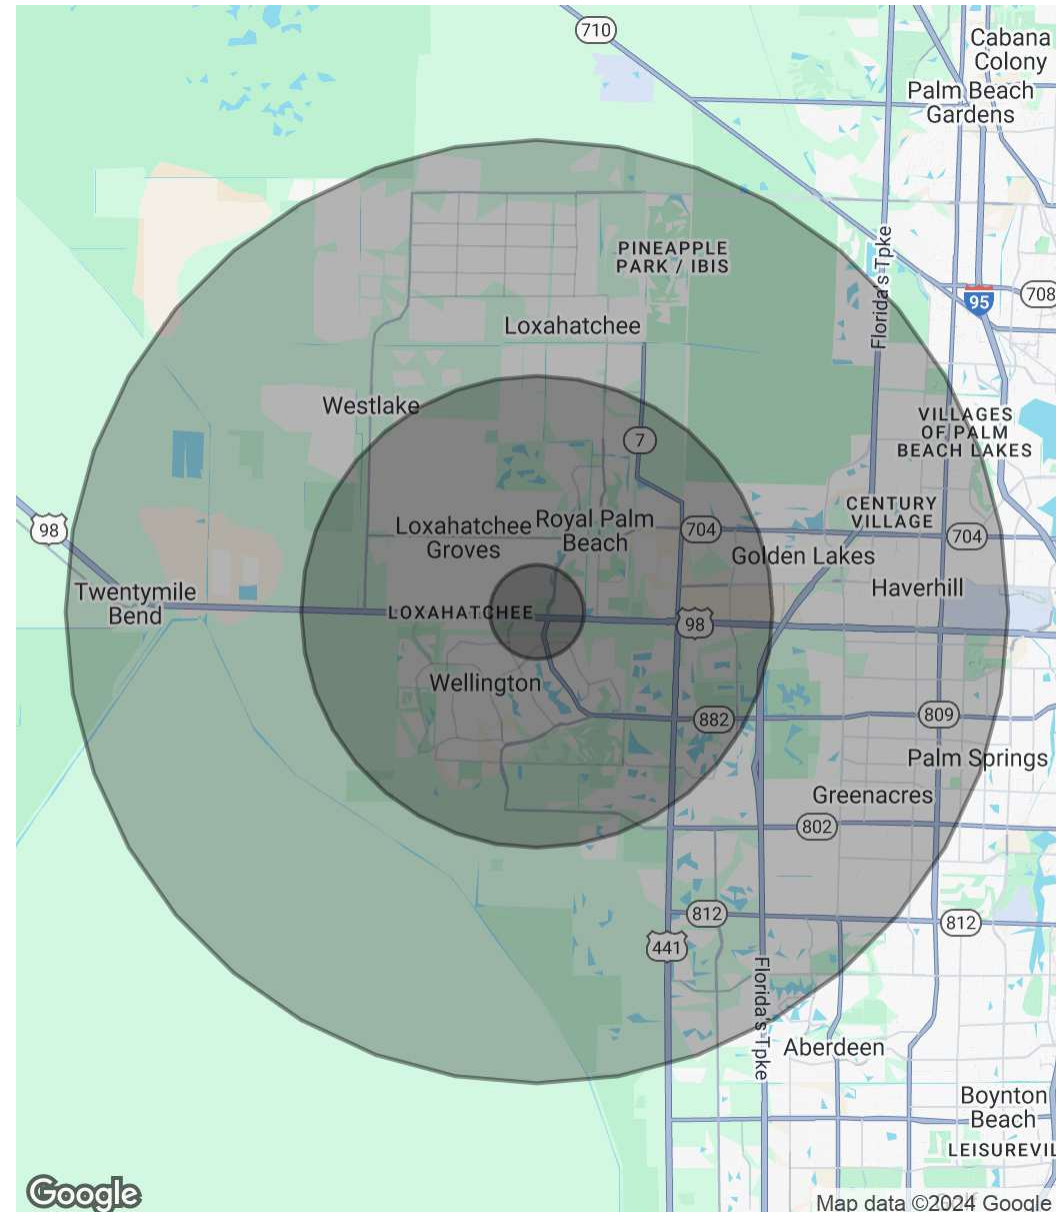 710
Cabana
Colony
Palm Beach
Gardens
PINEAPPLE
PARK / IBIS
Florida's Tpke
95
708
Loxahatchee
Westlake
VILLAGES
OF PALM
BEACH LAKES
7
98
Loxahatchee
Groves
Royal Palm
Beach
704
CENTURY
VILLAGE
704
Golden Lakes
Haverhill
Twentymile
Bend
LOXAHATCHEE
98
Wellington
882
809
Palm Springs
Greenacres
802
812
812
441
Florida's Tpke
Aberdeen
Boynton
Beach
LEISUREVIL
Google
Map data ©2024 Google